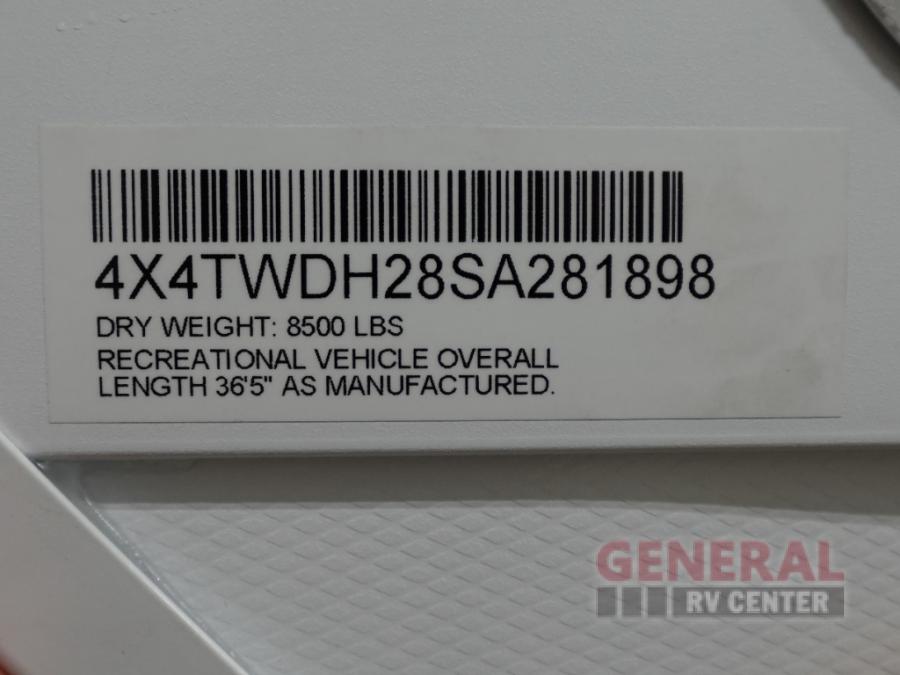 4X4TWDH28SA281898
DRY WEIGHT: 8500 LBS
RECREATIONAL VEHICLE OVERALL
LENGTH 36'5" AS MANUFACTURED.
GENERAL
RV CENTER